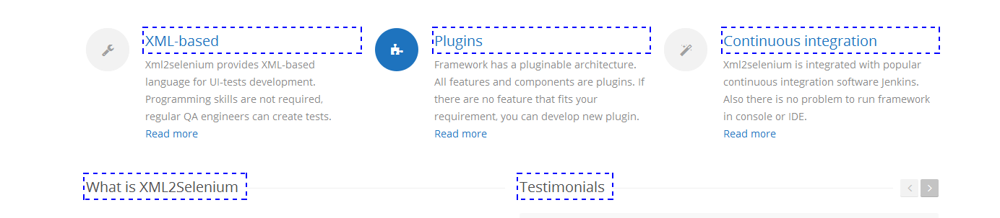 XML-based
Xml2selenium provides XML-based
language for UI-tests development.
Programming skills are not required,
regular QA engineers can create tests.
Read more
Plugins
Framework has a pluginable architecture.
All features and components are plugins. If
there are no feature that fits your
requirement, you can develop new plugin.
Read more
Continuous integration
Xml2selenium is integrated with popular
continuous integration software Jenkins.
Also there is no problem to run framework
in console or IDE.
Read more
What is XML2Selenium
Testimonials